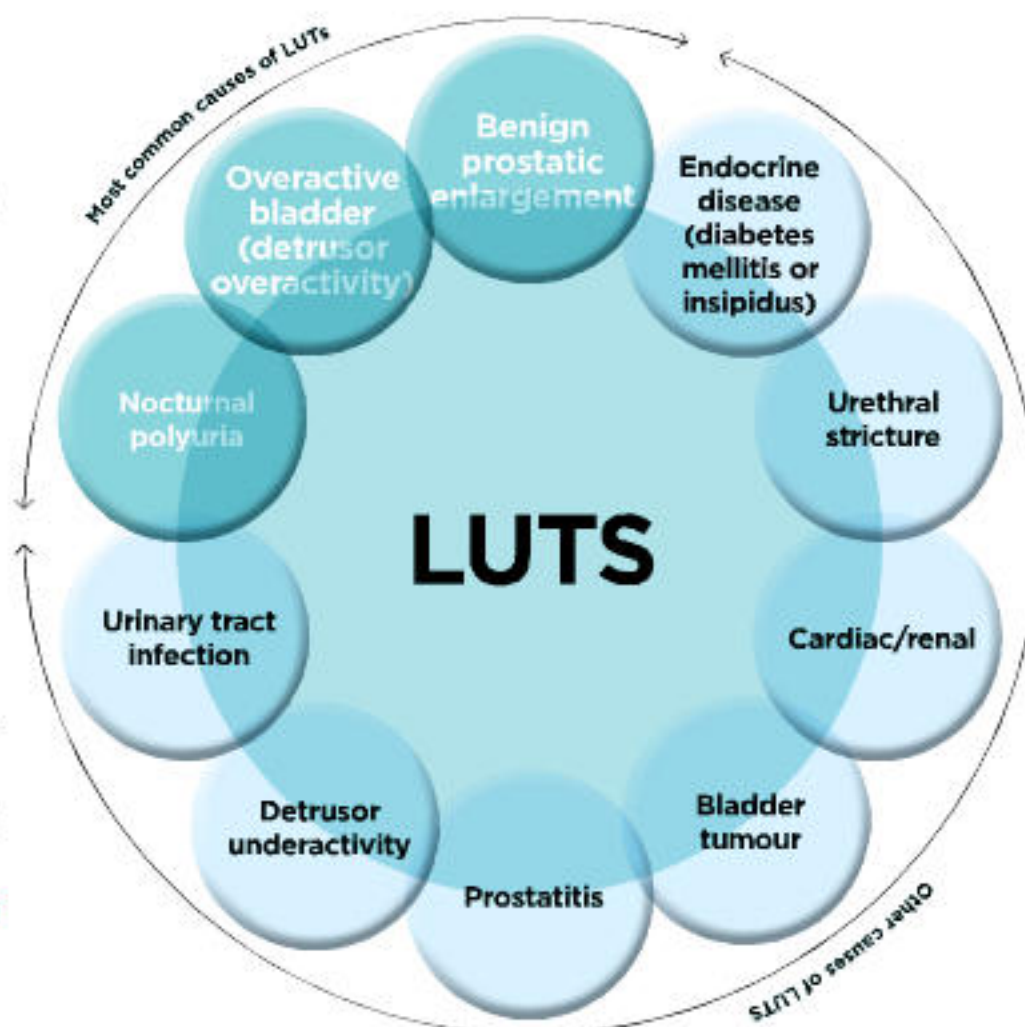 Most common causes of LUTs
Benign
prostatic
enlargement
Overactive
bladder
(detrusor
overactivity)
Nocturnal
polyuria
Endocrine
disease
(diabetes
mellitis or
insipidus)
Urethral
stricture
Cardiac/renal
Bladder
tumour
Prostatitis
Detrusor
underactivity
Urinary tract
infection
LUTS
Other causes of LUTS